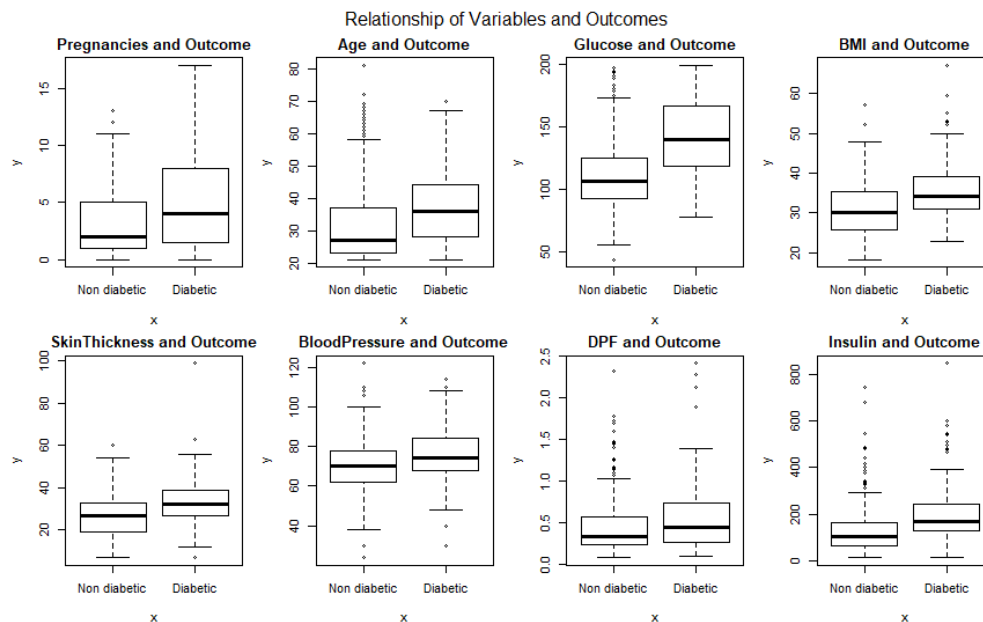 Relationship of Variables and Outcomes
Pregnancies and Outcome
y
15
10
5
0
Non diabetic Diabetic
x
Age and Outcome
y
80
70
60
50
40
30
20
Non diabetic Diabetic
x
Glucose and Outcome
y
200
150
100
50
Non diabetic Diabetic
x
BMI and Outcome
y
60
50
40
30
20
Non diabetic Diabetic
x
SkinThickness and Outcome
y
100
80
60
40
20
Non diabetic Diabetic
x
BloodPressure and Outcome
y
120
100
80
60
40
Non diabetic Diabetic
x
DPF and Outcome
y
2.5
2.0
1.5
1.0
0.5
0.0
Non diabetic Diabetic
x
Insulin and Outcome
y
800
600
400
200
0
Non diabetic Diabetic
x